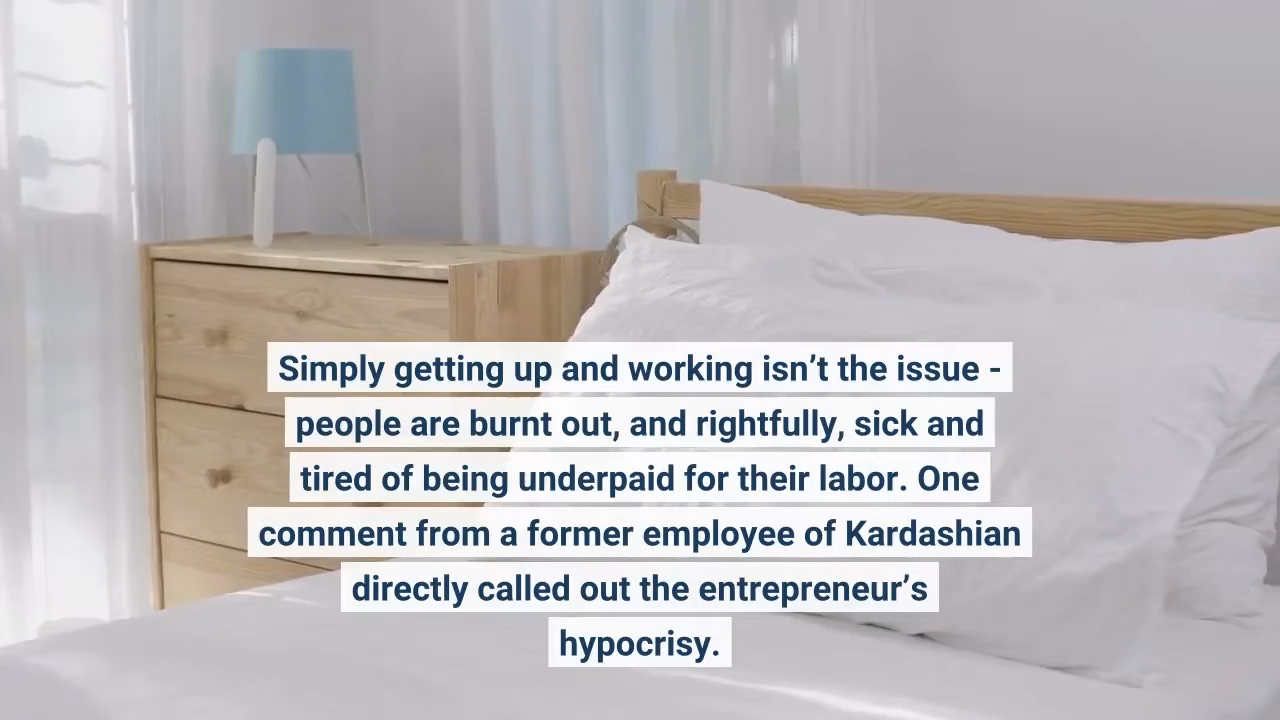 Simply getting up and working isn’t the issue -
people are burnt out, and rightfully, sick and
tired of being underpaid for their labor. One
comment from a former employee of Kardashian
directly called out the entrepreneur’s
hypocrisy.